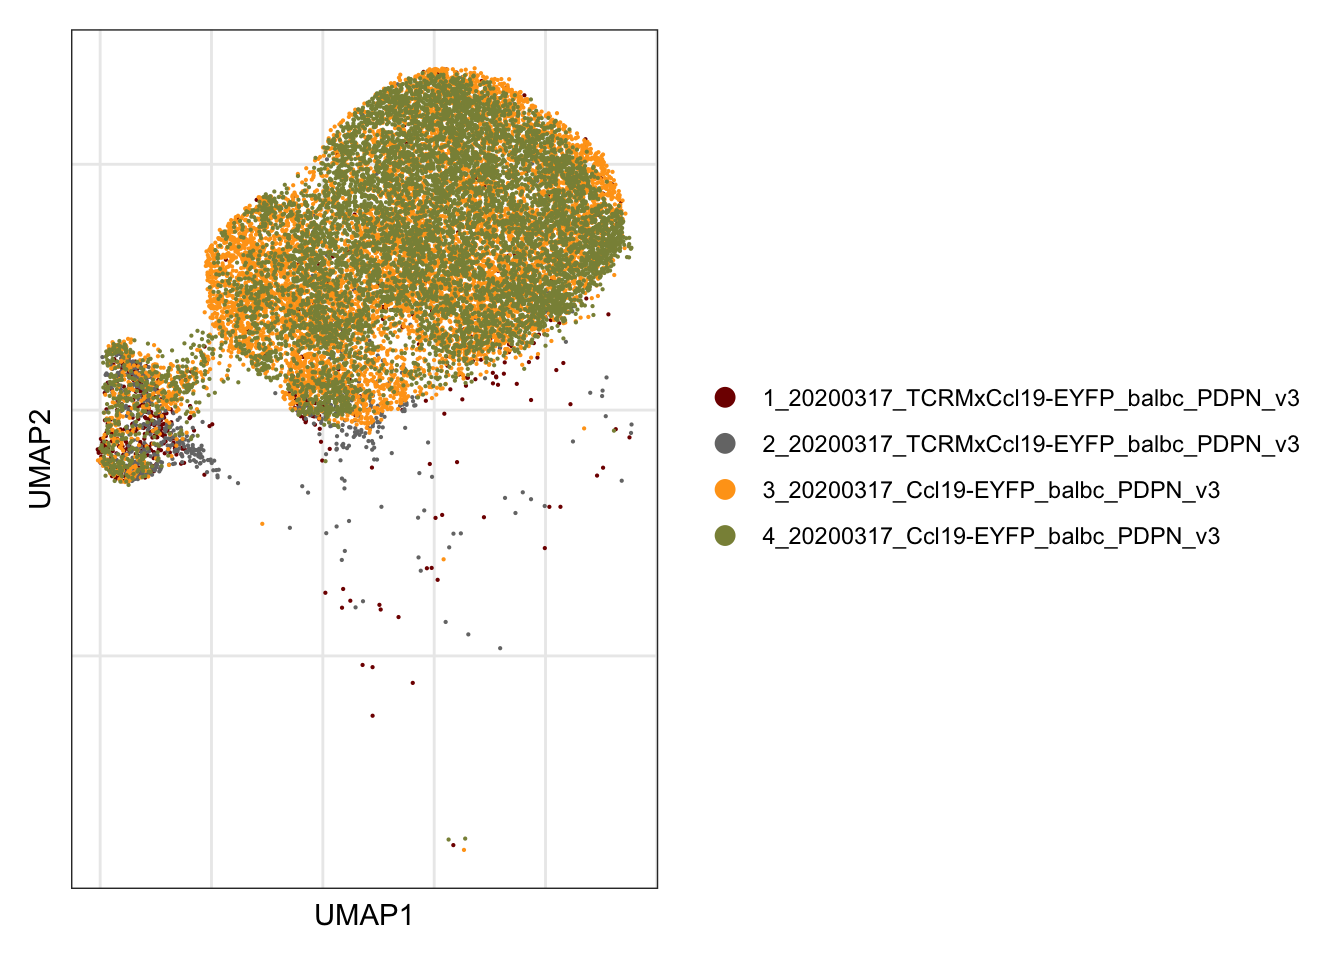 UMAP2
UMAP1
1_20200317_TCRMxCcl19-EYFP_balbc_PDPN_v3
2_20200317_TCRMxCcl19-EYFP_balbc_PDPN_v3
3_20200317_Ccl19-EYFP_balbc_PDPN_v3
4_20200317_Ccl19-EYFP_balbc_PDPN_v3